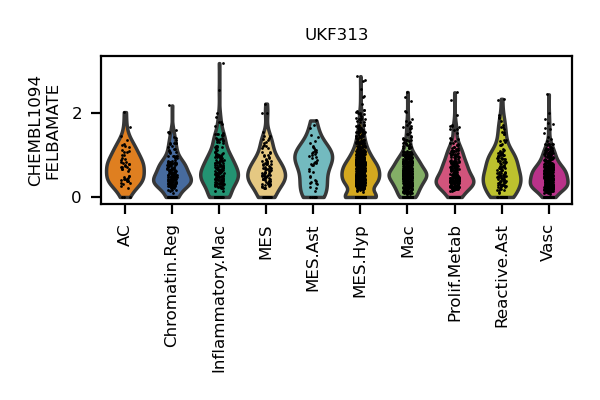 UKF313
CHEMBL1094
FELBAMATE
2
0
AC
Chromatin.Reg
Inflammatory.Mac
MES
MES.Ast
MES.Hyp
Mac
Prolif.Metab
Reactive.Ast
Vasc